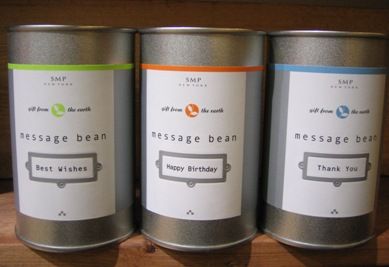 SMP
NEW YORK
gift from the earth
message bean
Best Wishes
SMP
NEW YORK
gift from the earth
message bean
Happy Birthday
SMP
NEW YORK
gift from the earth
message bean
Thank You